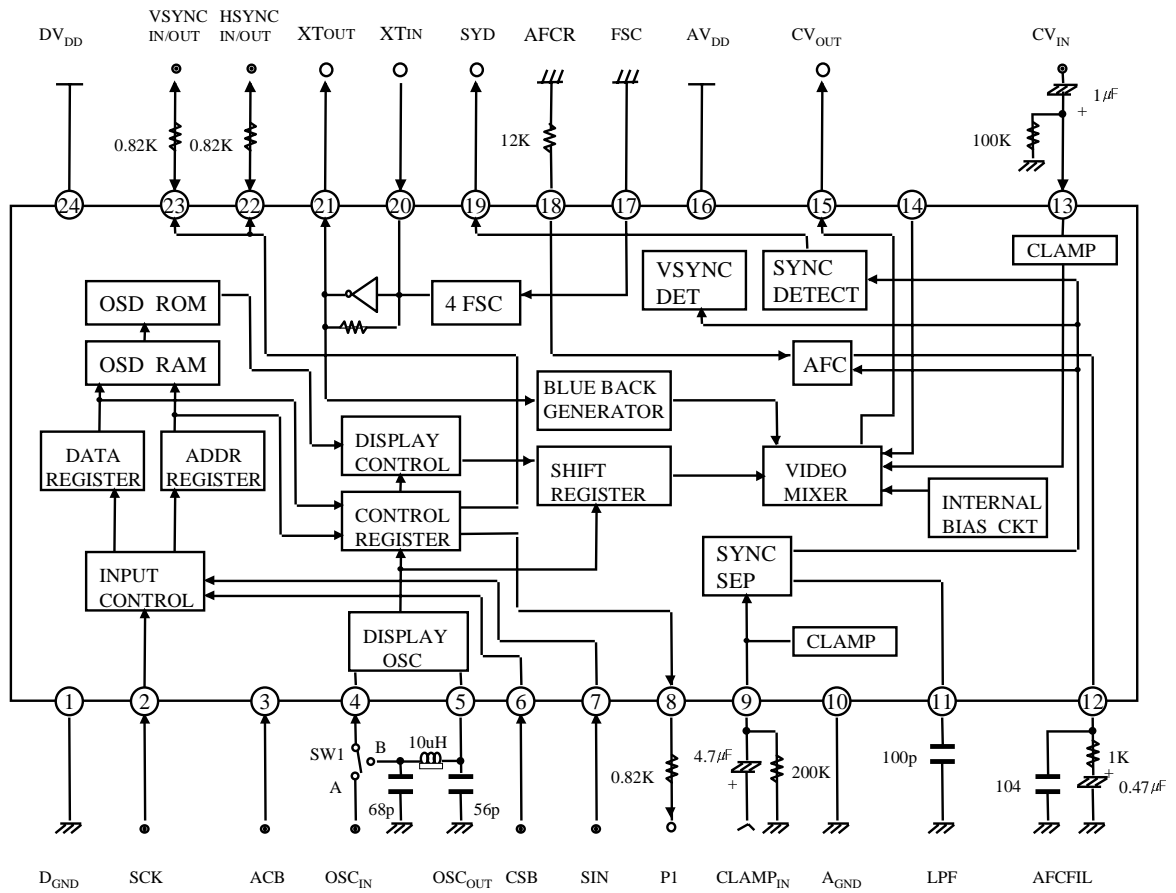 DVDD
VSYNC
IN/OUT
HSYNC
IN/OUT
XTOUT
XTIN
SYD
AFCR
FSC
AVDD
CVOUT
CVIN
0.82K
0.82K
12K
1㎌
+
100K
24
23
22
21
20
19
18
17
16
15
14
13
CLAMP
OSD ROM
4 FSC
VSYNC
DET
SYNC
DETECT
OSD RAM
AFC
BLUE BACK
GENERATOR
DATA
REGISTER
ADDR
REGISTER
DISPLAY
CONTROL
SHIFT
REGISTER
VIDEO
MIXER
CONTROL
REGISTER
INTERNAL
BIAS CKT
INPUT
CONTROL
SYNC
SEP
DISPLAY
OSC
CLAMP
1
2
3
4
5
6
7
8
9
10
11
12
SW1
B
10uH
A
68p
56p
0.82K
4.7㎌
+
200K
100p
104
1K
+
0.47㎌
DGND
SCK
ACB
OSCIN
OSCOUT
CSB
SIN
P1
CLAMPIN
AGND
LPF
AFCFIL